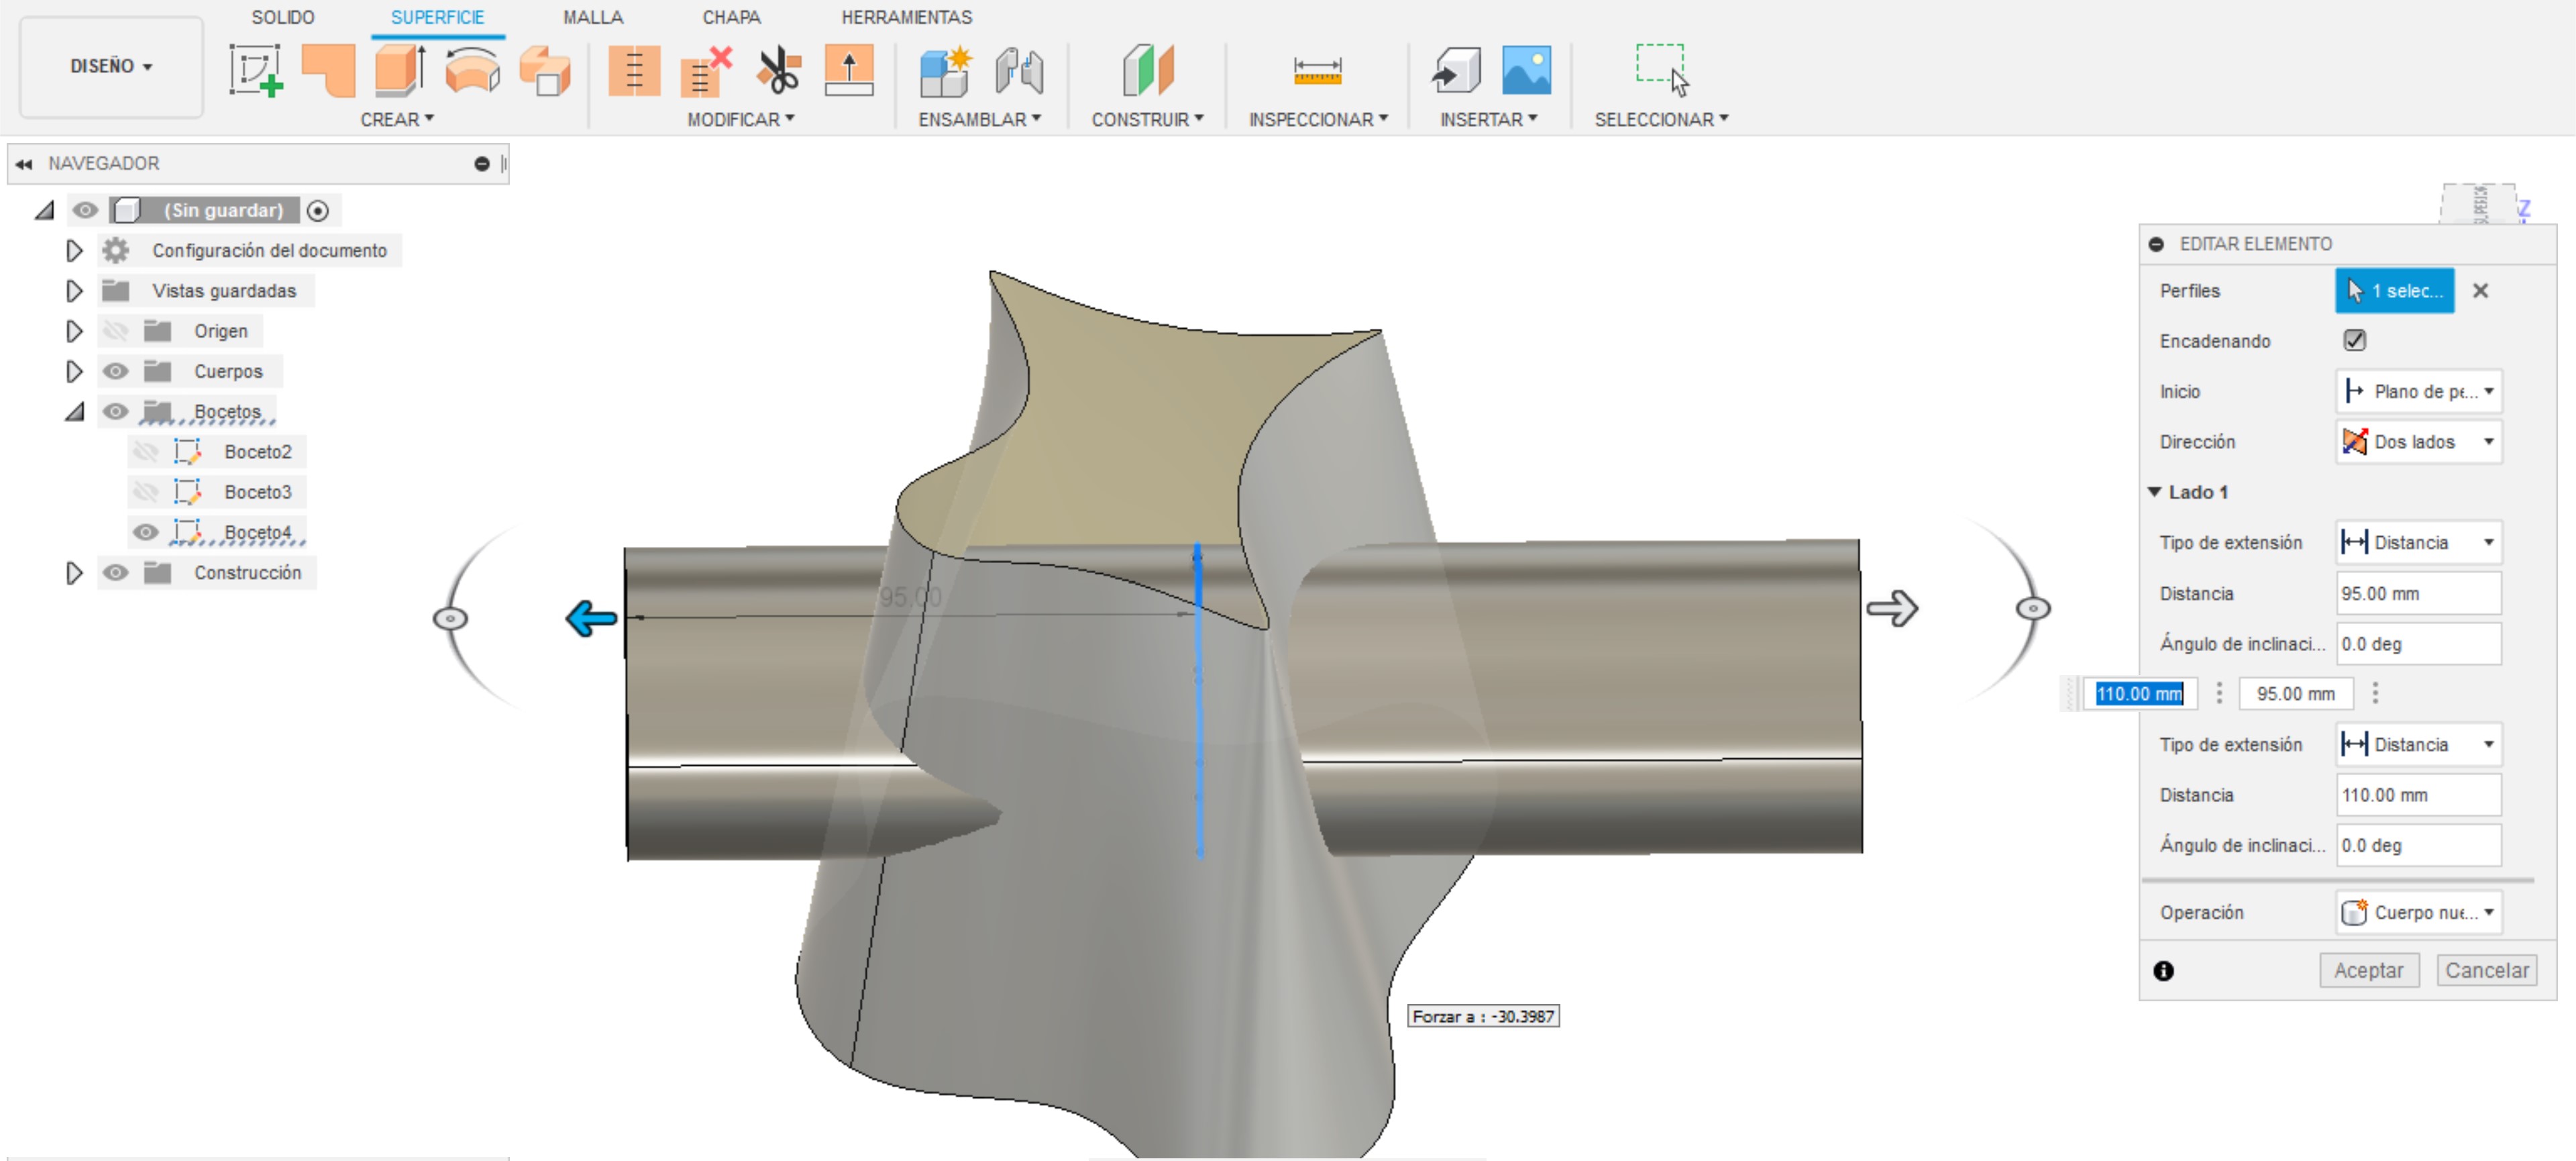 SOLIDO SUPERFICIE MALLA CHAPA HERRAMIENTAS
DISEÑO
CREAR MODIFICAR ENSAMBLAR CONSTRUIR INSPECCIONAR INSERTAR SELECCIONAR
NAVEGADOR
(Sin guardar)
Configuración del documento
Vistas guardadas
Origen
Cuerpos
Bocetos
Boceto2
Boceto3
Boceto4
Construcción
95.00
Forzar a : -30.3987
SUPERIOR
Z
EDITAR ELEMENTO
Perfiles 1 selec...
Encadenando
Inicio Plano de pe...
Dirección Dos lados
Lado 1
Tipo de extensión Distancia
Distancia 95.00 mm
Ángulo de inclinaci... 0.0 deg
110.00 mm 95.00 mm
Tipo de extensión Distancia
Distancia 110.00 mm
Ángulo de inclinaci... 0.0 deg
Operación Cuerpo nue...
Aceptar Cancelar